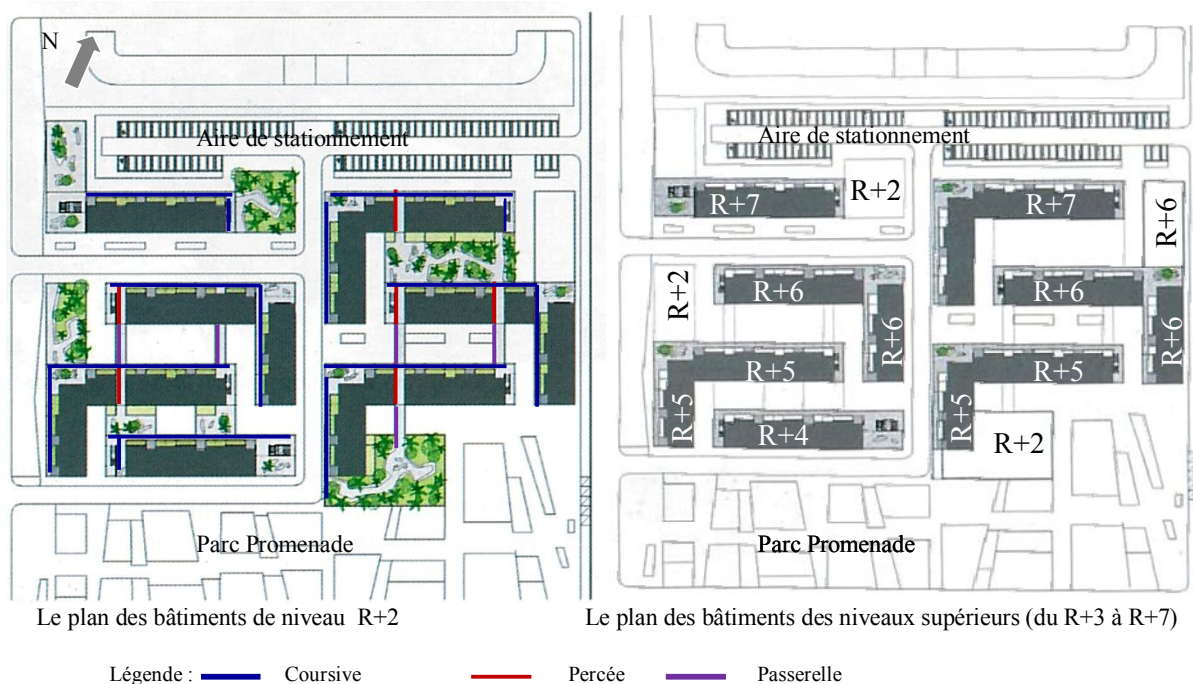 N
Aire de stationnement
Parc Promenade
Le plan des bâtiments de niveau R+2
Aire de stationnement
R+7
R+2
R+7
R+6
R+2
R+6
R+6
R+6
R+5
R+5
R+5
R+5
R+4
R+2
Parc Promenade
Le plan des bâtiments des niveaux supérieurs (du R+3 à R+7)
Légende : Coursive Percée Passerelle